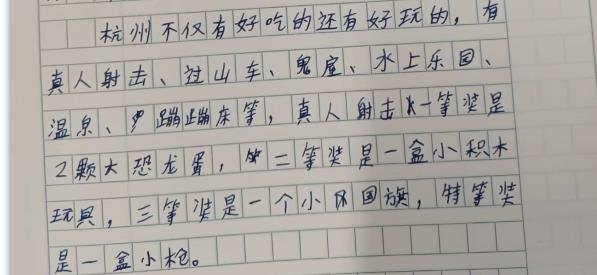 杭州不仅有好吃的还有好玩的，有
真人射击、过山车、鬼屋、水上乐园、
温泉、蹦蹦床等，真人射击一等奖是
2颗大恐龙蛋，二等奖是一盒小积木
玩具，三等奖是一个小国旗，特等奖
是一盒小枪。